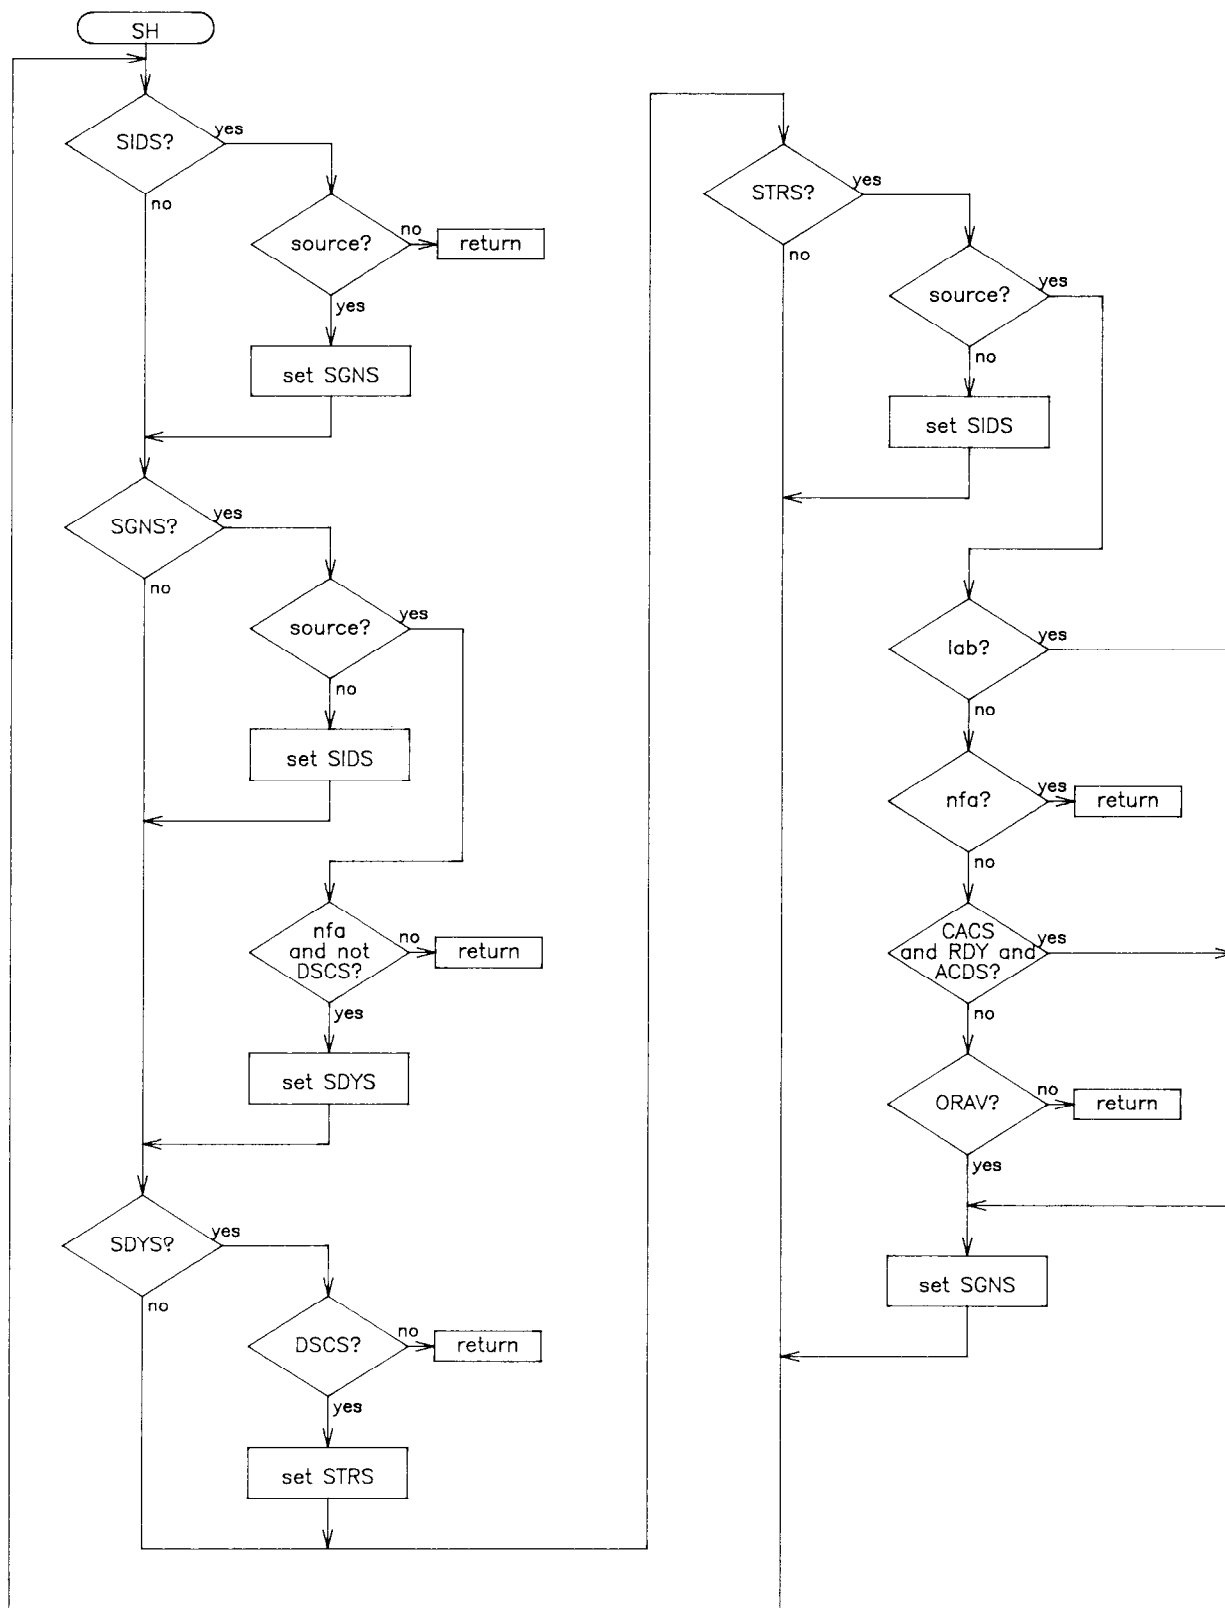 SH
SIDS?
yes
no
source?
no
return
yes
set SGNS
SGNS?
yes
no
source?
yes
no
set SIDS
nfa
and not
DSCS?
no
return
yes
set SDYS
SDYS?
yes
no
DSCS?
no
return
yes
set STRS
STRS?
yes
no
source?
yes
no
set SIDS
lab?
yes
no
nfa?
yes
return
no
CACS
and RDY and
ACDS?
yes
no
ORAV?
no
return
yes
set SGNS